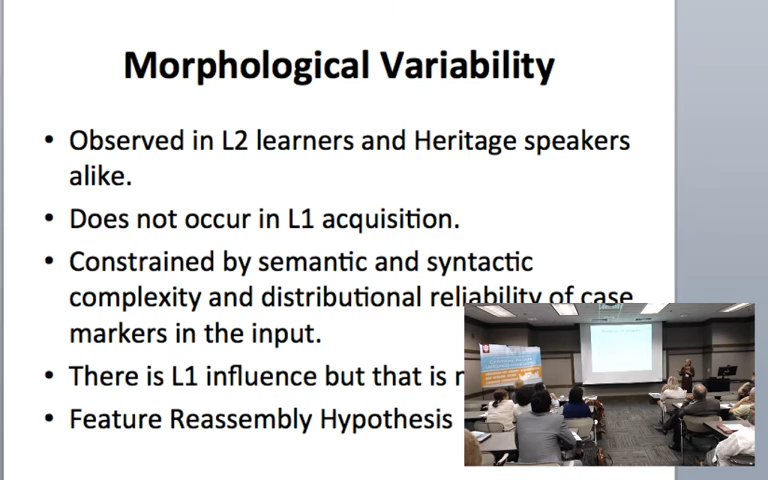 Morphological Variability
• Observed in L2 learners and Heritage speakers
alike.
• Does not occur in L1 acquisition.
• Constrained by semantic and syntactic
complexity and distributional reliability of case
markers in the input.
• There is L1 influence but that is
• Feature Reassembly Hypothesis